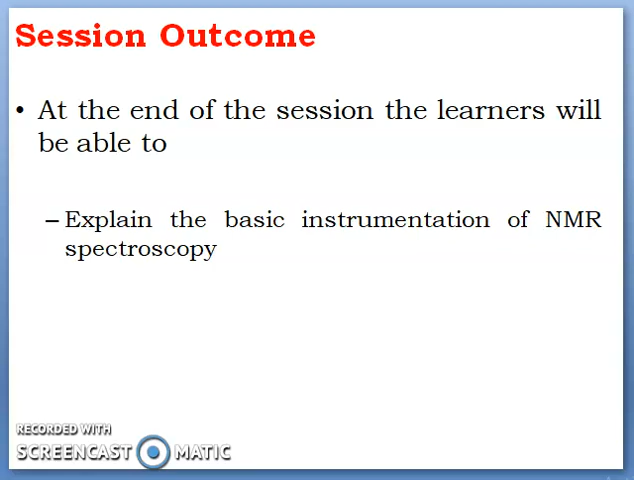 Session Outcome
• At the end of the session the learners will
be able to
– Explain the basic instrumentation of NMR
spectroscopy
RECORDED WITH
SCREENCAST MATIC